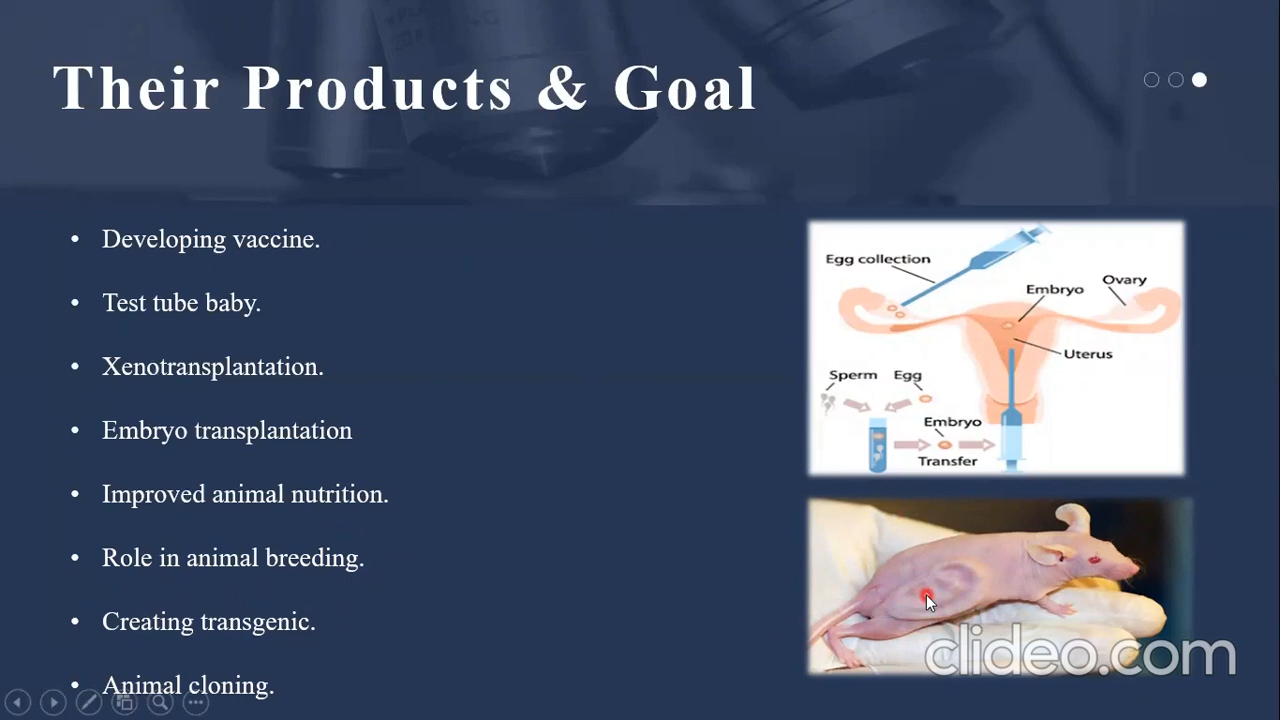 Their Products & Goal
• Developing vaccine.
• Test tube baby.
• Xenotransplantation.
• Embryo transplantation
• Improved animal nutrition.
• Role in animal breeding.
• Creating transgenic.
• Animal cloning.
Egg collection
Embryo
Ovary
Uterus
Sperm
Egg
Embryo
Transfer
clideo.com